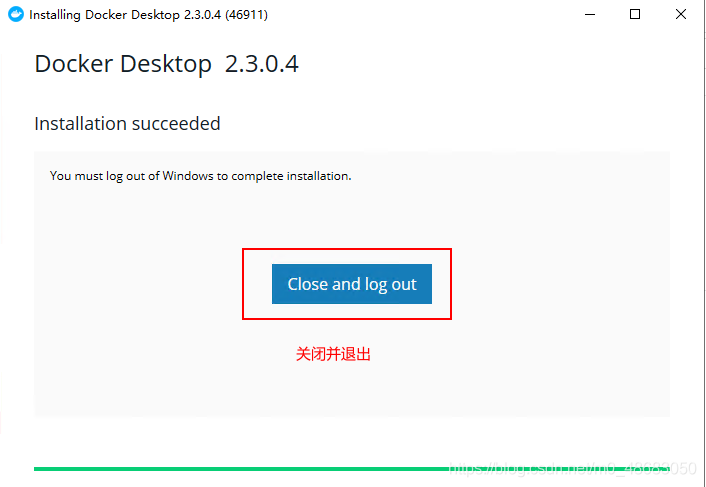 Installing Docker Desktop 2.3.0.4 (46911)
Docker Desktop 2.3.0.4
Installation succeeded
You must log out of Windows to complete installation.
Close and log out
关闭并退出
https://blog.csdn.net/m0_48683050